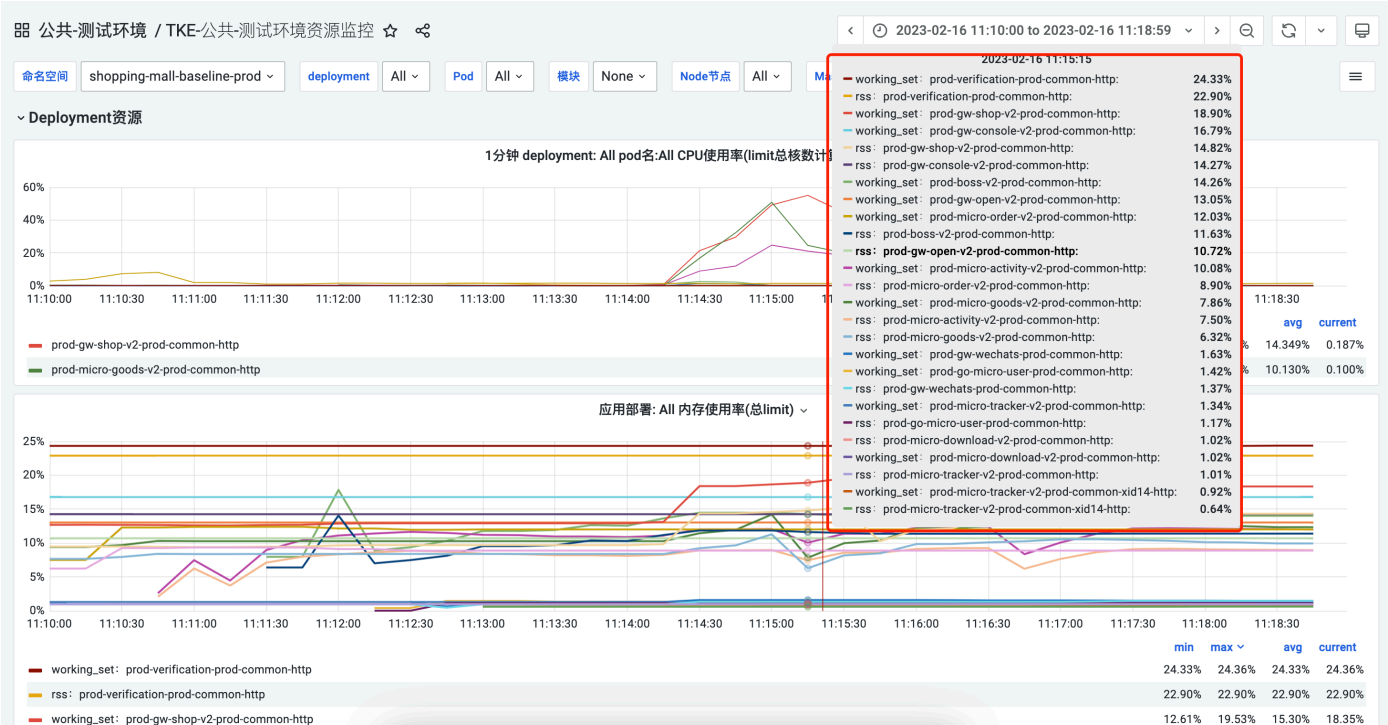 公共-测试环境 / TKE-公共-测试环境资源监控
2023-02-16 11:10:00 to 2023-02-16 11:18:59
命名空间 shopping-mall-baseline-prod deployment All Pod All 模块 None Node节点 All Ma
Deployment资源
1分钟 deployment: All pod名:All CPU使用率(limit总核数计
60%
40%
20%
0%
11:10:00 11:10:30 11:11:00 11:11:30 11:12:00 11:12:30 11:13:00 11:13:30 11:14:00 11:14:30 11:15:00 11:18:30
avg current
prod-gw-shop-v2-prod-common-http % 14.349% 0.187%
prod-micro-goods-v2-prod-common-http % 10.130% 0.100%
2023-02-16 11:15:15
working_set: prod-verification-prod-common-http: 24.33%
rss: prod-verification-prod-common-http: 22.90%
working_set: prod-gw-shop-v2-prod-common-http: 18.90%
working_set: prod-gw-console-v2-prod-common-http: 16.79%
rss: prod-gw-shop-v2-prod-common-http: 14.82%
rss: prod-gw-console-v2-prod-common-http: 14.27%
working_set: prod-boss-v2-prod-common-http: 14.26%
working_set: prod-gw-open-v2-prod-common-http: 13.05%
working_set: prod-micro-order-v2-prod-common-http: 12.03%
rss: prod-boss-v2-prod-common-http: 11.63%
rss: prod-gw-open-v2-prod-common-http: 10.72%
working_set: prod-micro-activity-v2-prod-common-http: 10.08%
rss: prod-micro-order-v2-prod-common-http: 8.90%
working_set: prod-micro-goods-v2-prod-common-http: 7.86%
rss: prod-micro-activity-v2-prod-common-http: 7.50%
rss: prod-micro-goods-v2-prod-common-http: 6.32%
working_set: prod-gw-wechats-prod-common-http: 1.63%
working_set: prod-go-micro-user-prod-common-http: 1.42%
rss: prod-gw-wechats-prod-common-http: 1.37%
working_set: prod-micro-tracker-v2-prod-common-http: 1.34%
rss: prod-go-micro-user-prod-common-http: 1.17%
rss: prod-micro-download-v2-prod-common-http: 1.02%
working_set: prod-micro-download-v2-prod-common-http: 1.02%
rss: prod-micro-tracker-v2-prod-common-http: 1.01%
working_set: prod-micro-tracker-v2-prod-common-xid14-http: 0.92%
rss: prod-micro-tracker-v2-prod-common-xid14-http: 0.64%
应用部署: All 内存使用率(总limit)
25%
20%
15%
10%
5%
0%
11:10:00 11:10:30 11:11:00 11:11:30 11:12:00 11:12:30 11:13:00 11:13:30 11:14:00 11:14:30 11:15:00 11:15:30 11:16:00 11:16:30 11:17:00 11:17:30 11:18:00 11:18:30
min max avg current
working_set: prod-verification-prod-common-http 24.33% 24.36% 24.33% 24.36%
rss: prod-verification-prod-common-http 22.90% 22.90% 22.90% 22.90%
working_set: prod-gw-shop-v2-prod-common-http 12.61% 19.53% 15.30% 18.35%